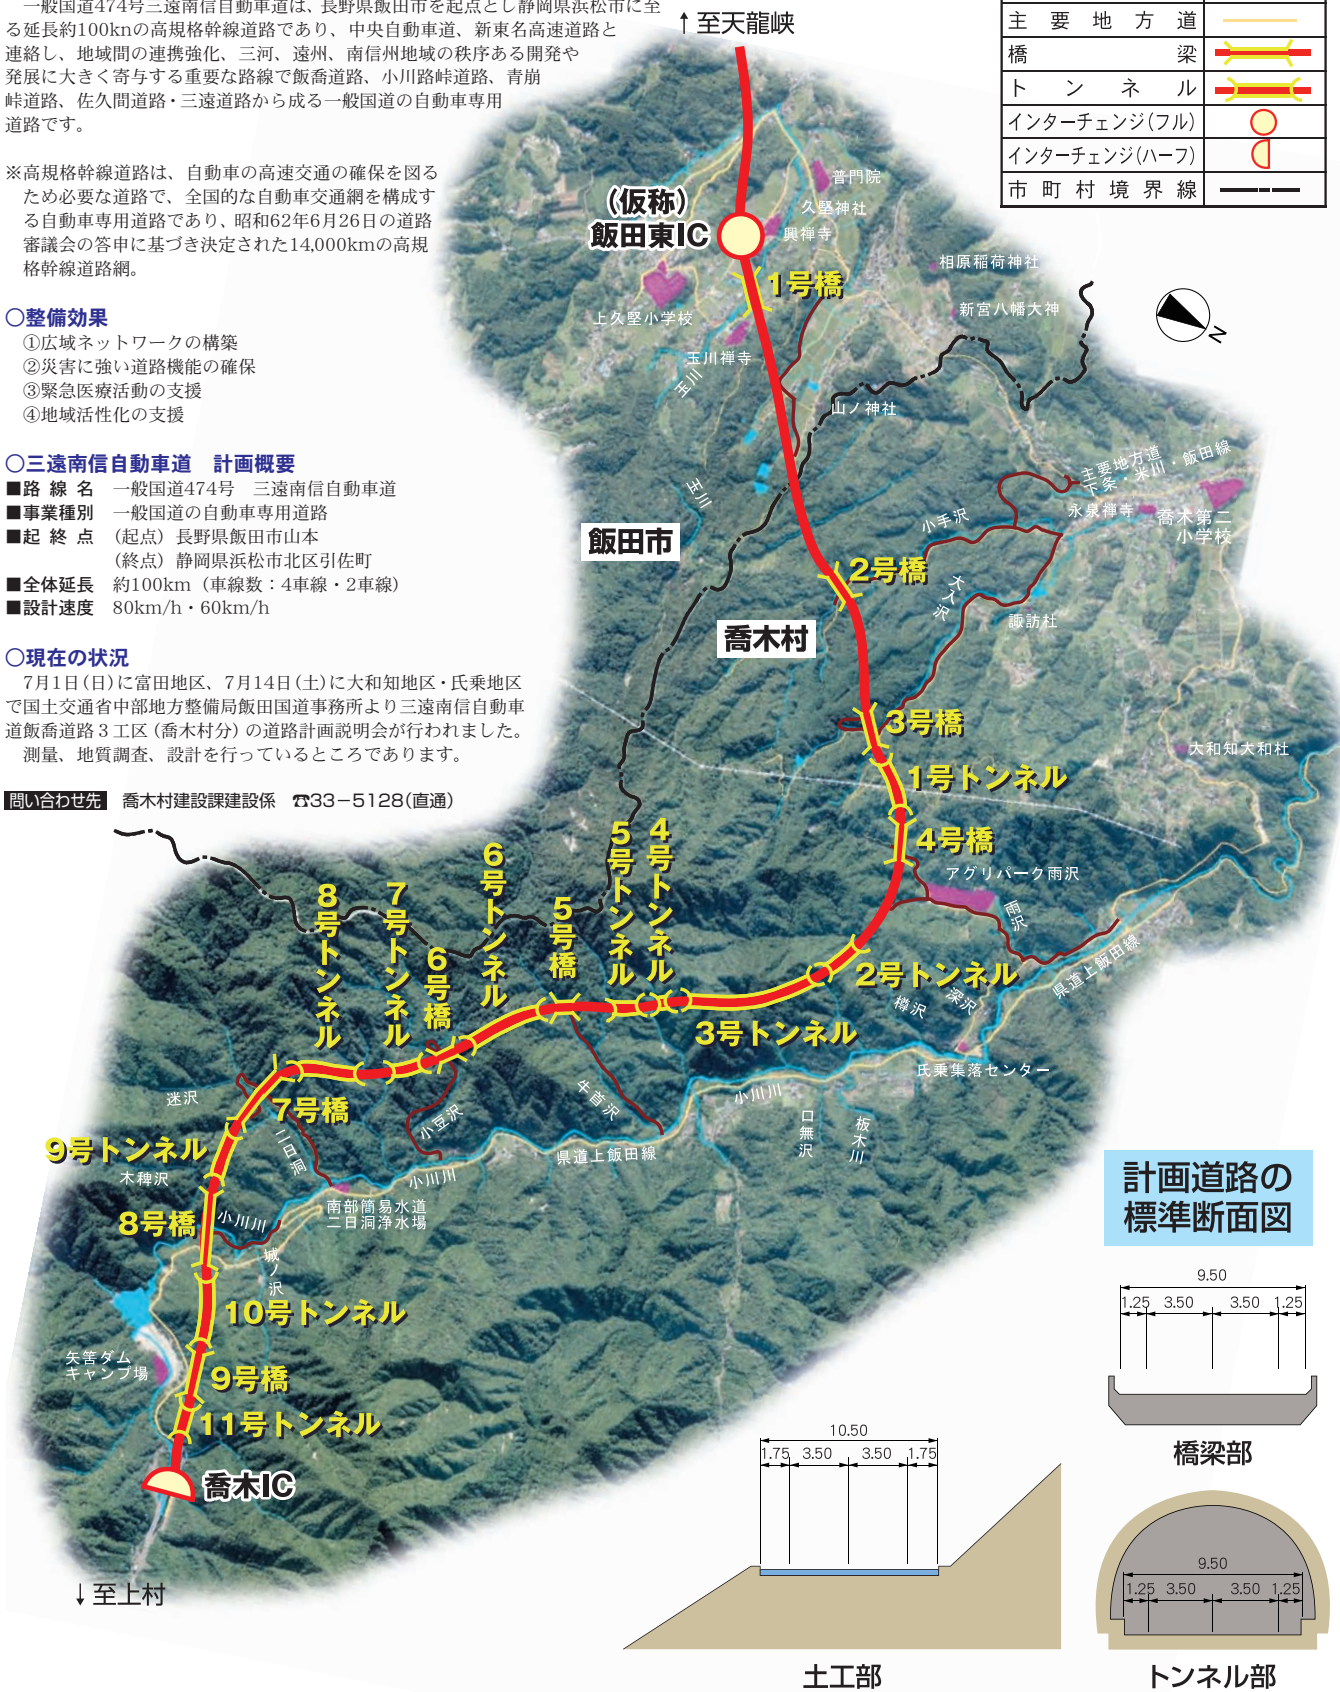 一般国道474号三遠南信自動車道は、長野県飯田市を起点とし静岡県浜松市に至
る延長約100knの高規格幹線道路であり、中央自動車道、新東名高速道路と
連絡し、地域間の連携強化、三河、遠州、南信州地域の秩序ある開発や
発展に大きく寄与する重要な路線で飯喬道路、小川路峠道路、青崩
峠道路、佐久間道路・三遠道路から成る一般国道の自動車専用
道路です。
※高規格幹線道路は、自動車の高速交通の確保を図る
ため必要な道路で、全国的な自動車交通網を構成す
る自動車専用道路であり、昭和62年6月26日の道路
審議会の答申に基づき決定された14,000kmの高規
格幹線道路網。
○整備効果
①広域ネットワークの構築
②災害に強い道路機能の確保
③緊急医療活動の支援
④地域活性化の支援
○三遠南信自動車道 計画概要
■路線名 一般国道474号 三遠南信自動車道
■事業種別 一般国道の自動車専用道路
■起終点 (起点)長野県飯田市山本
(終点)静岡県浜松市北区引佐町
■全体延長 約100km(車線数:4車線・2車線)
■設計速度 80km/h・60km/h
○現在の状況
7月1日(日)に富田地区、7月14日(土)に大和知地区・氏乗地区
で国土交通省中部地方整備局飯田国道事務所より三遠南信自動車
道飯喬道路3工区(喬木村分)の道路計画説明会が行われました。
測量、地質調査、設計を行っているところであります。
問い合わせ先 喬木村建設課建設係 ☎33−5128(直通)
主要地方道
橋梁
トンネル
インターチェンジ(フル)
インターチェンジ(ハーフ)
市町村境界線
↑至天龍峡
普門院
久堅神社
興禅寺
(仮称)
飯田東IC
1号橋
上久堅小学校
玉川禅寺
玉川
相原稲荷神社
新宮八幡大神
N
山ノ神社
主要地方道
下条・米川・飯田線
永泉禅寺
喬木第二
小学校
玉川
小手沢
飯田市
2号橋
大入沢
諏訪社
喬木村
3号橋
大和知大和社
1号トンネル
4号橋
アグリパーク雨沢
雨沢
県道上飯田線
2号トンネル
樽沢
深沢
氏乗集落センター
3号トンネル
4号トンネル
5号トンネル
5号橋
6号トンネル
6号橋
7号トンネル
8号トンネル
小川川
口無沢
板木川
牛首沢
県道上飯田線
小豆沢
小川川
迷沢
7号橋
二日洞
9号トンネル
木稗沢
南部簡易水道
二日洞浄水場
8号橋
小川川
城ノ沢
10号トンネル
矢筈ダム
キャンプ場
9号橋
11号トンネル
喬木IC
↓至上村
計画道路の
標準断面図
9.50
1.25 3.50 3.50 1.25
橋梁部
10.50
1.75 3.50 3.50 1.75
土工部
9.50
1.25 3.50 3.50 1.25
トンネル部